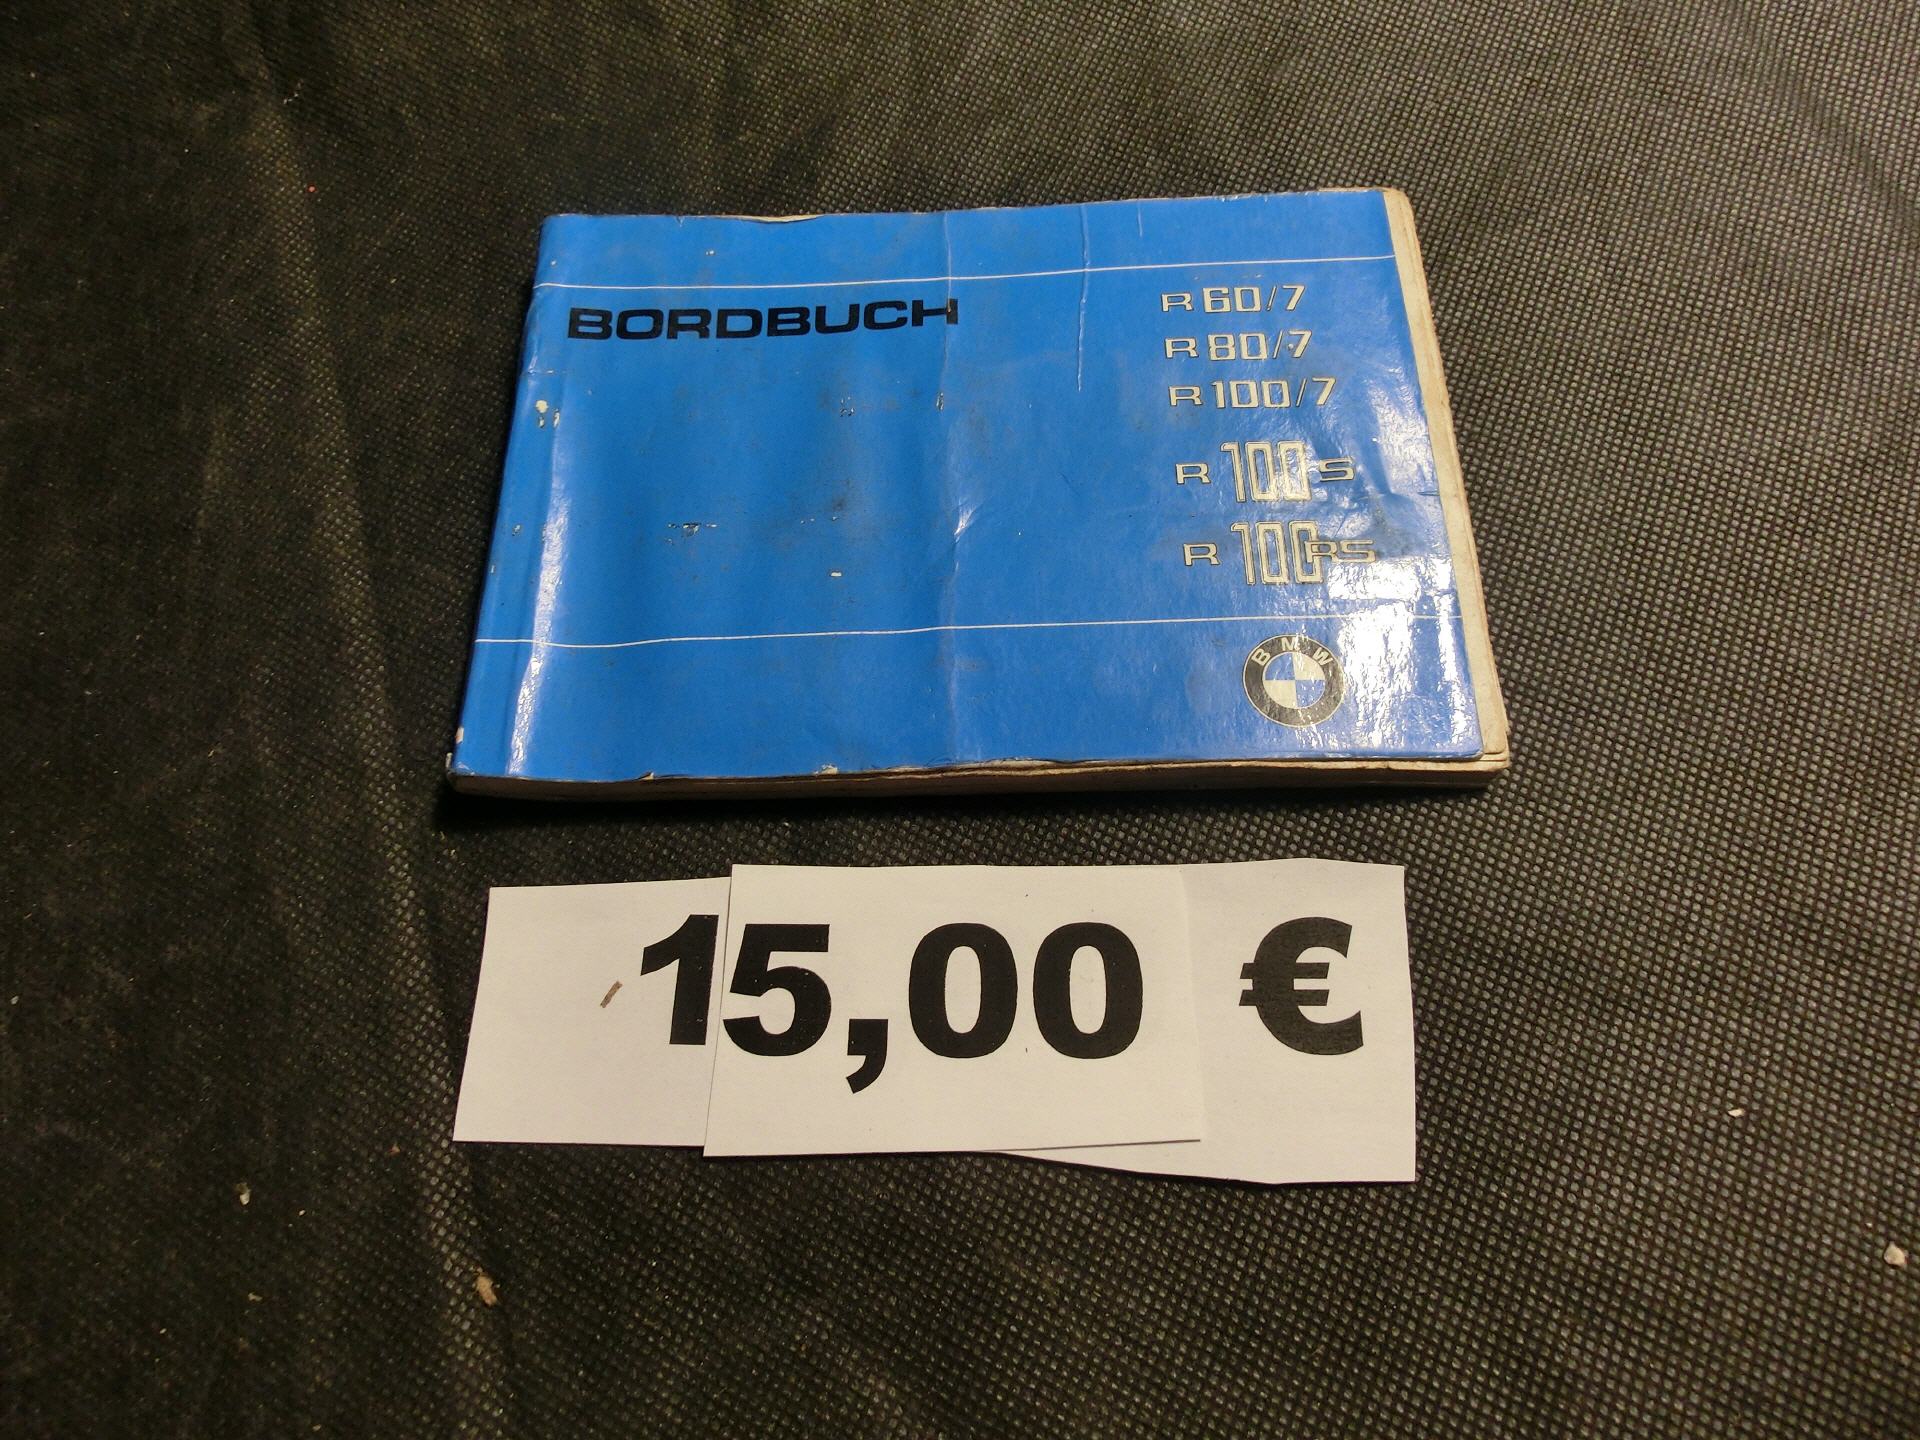 BORDBUCH
R 60/7
R 80/7
R 100/7
R 100 S
R 100 RS
BMW
15,00 €